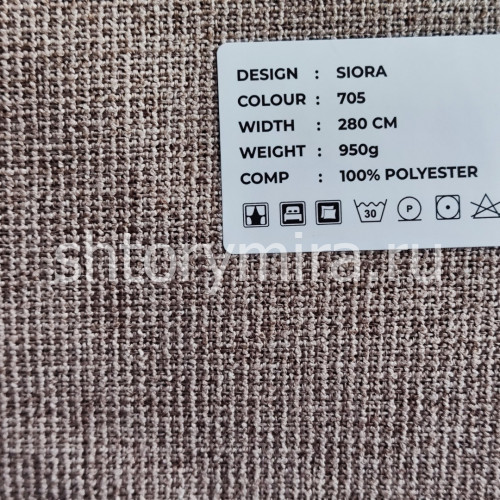 DESIGN : SIORA
COLOUR : 705
WIDTH : 280 CM
WEIGHT : 950g
COMP : 100% POLYESTER
30 P
shtorymira.ru